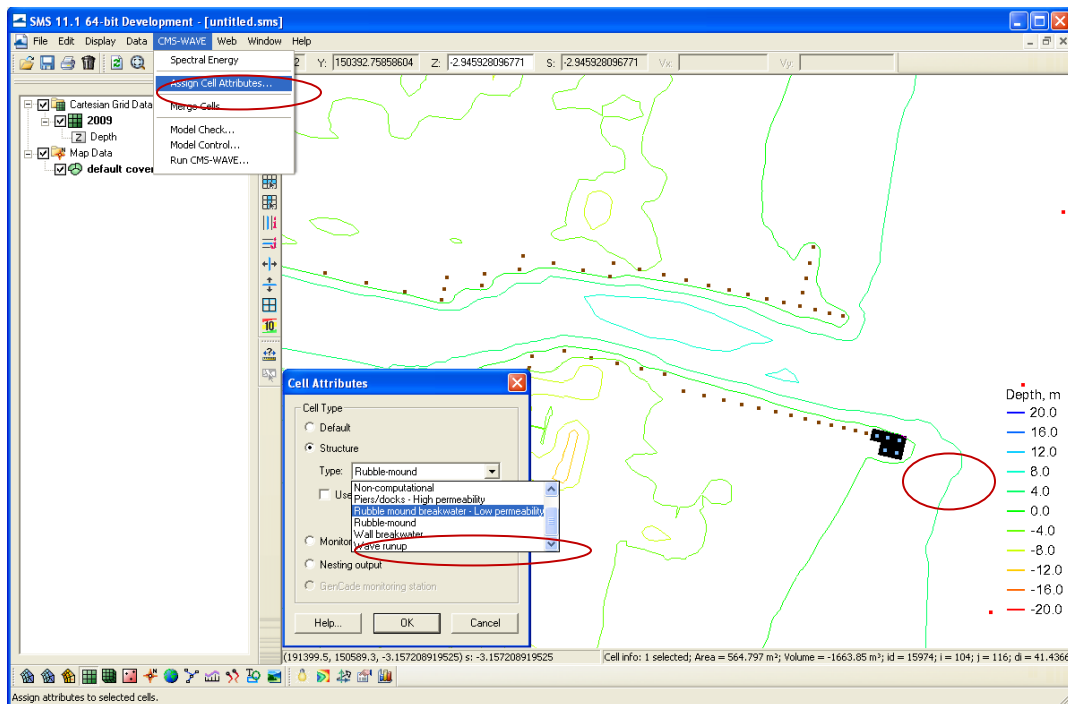 SMS 11.1 64-bit Development - [untitled.sms]
File Edit Display Data CMS-WAVE Web Window Help
Y: 150392.75858604 Z: -2.945928096771 S: -2.945928096771 Vx: Vy:
Spectral Energy
Assign Cell Attributes...
Merge Cells
Model Check...
Model Control...
Run CMS-WAVE...
Cartesian Grid Data
2009
Z Depth
Map Data
default cover
10
Cell Attributes
Cell Type
Default
Structure
Type: Rubble-mound
Use
Non-computational
Piers/docks - High permeability
Rubble mound breakwater - Low permeability
Rubble-mound
Wall breakwater
Wave runup
Monitor
Nesting output
GenCade monitoring station
Help... OK Cancel
Depth, m
20.0
16.0
12.0
8.0
4.0
0.0
-4.0
-8.0
-12.0
-16.0
-20.0
(191399.5, 150589.3, -3.157208919525) s: -3.157208919525
Cell info: 1 selected; Area = 564.797 m²; Volume = -1663.85 m³; id = 15974; i = 104; j = 116; di = 41.4366
Assign attributes to selected cells.